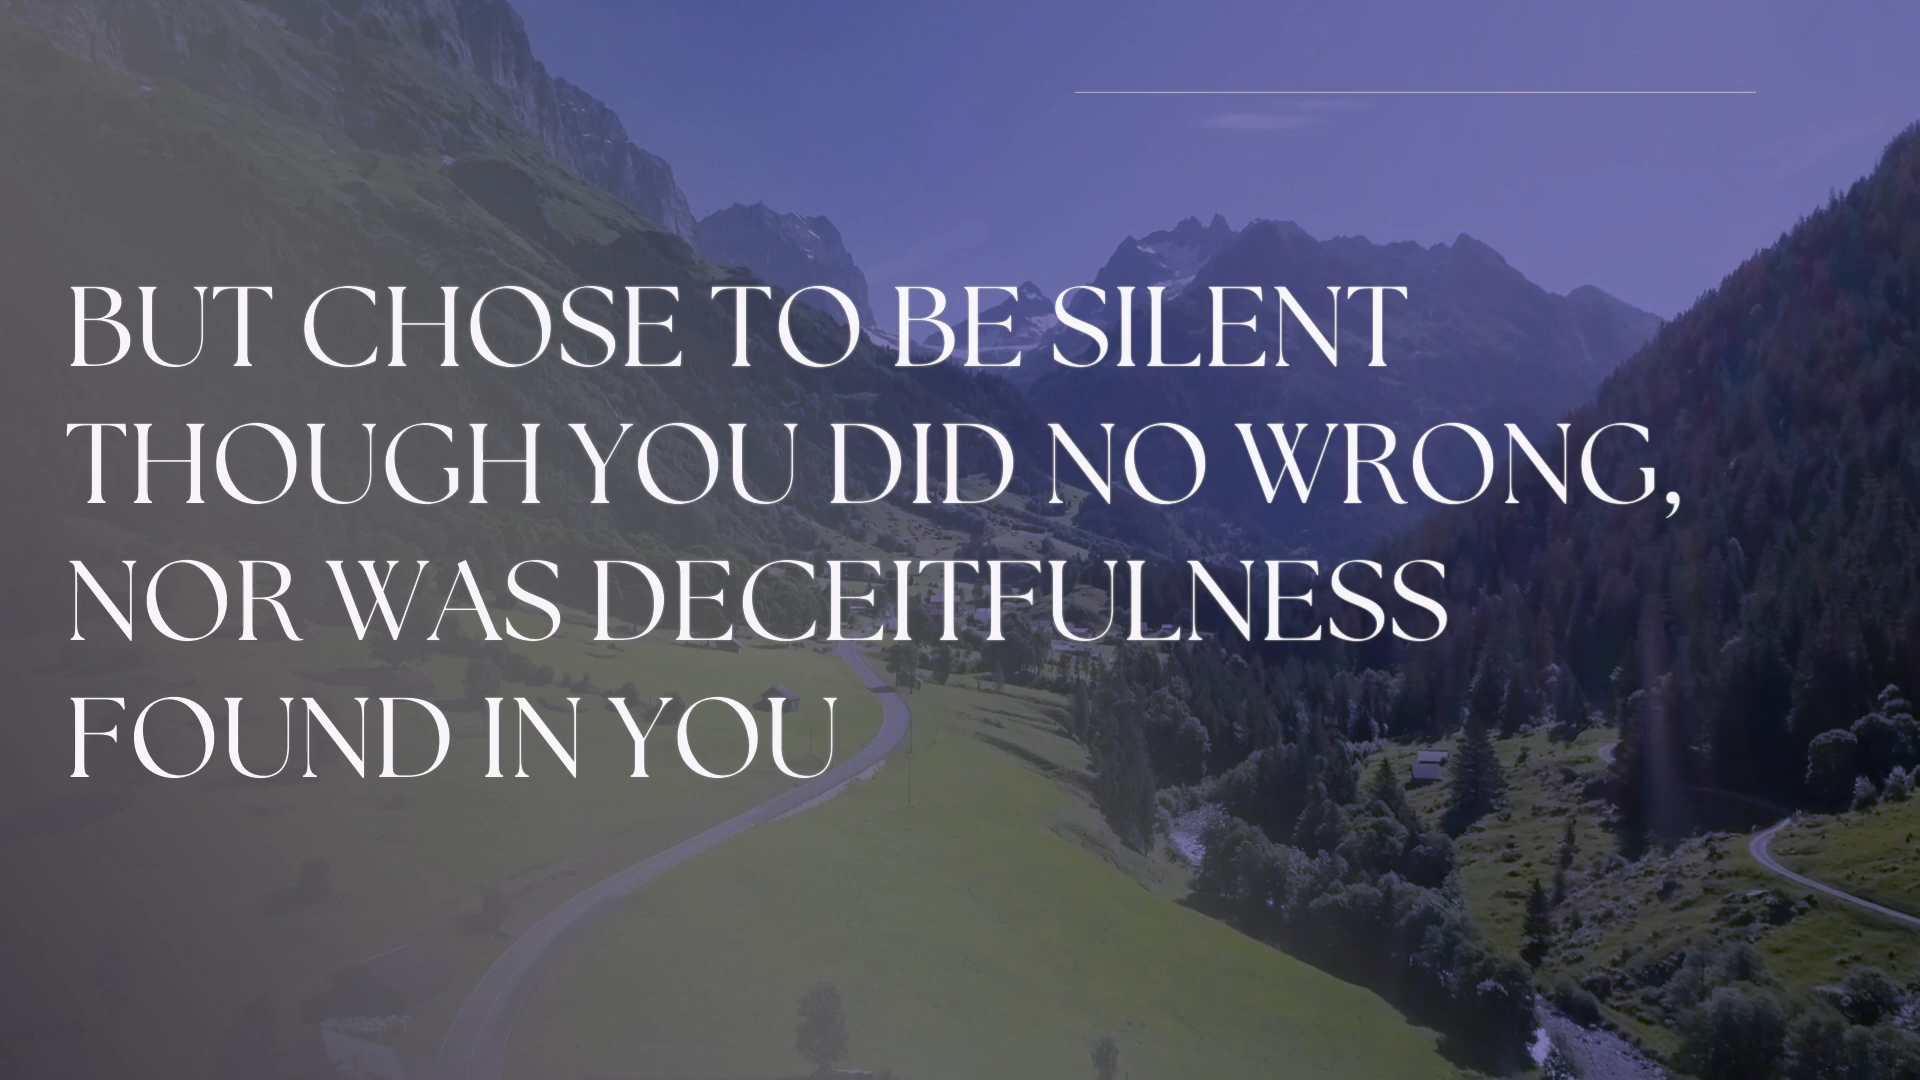 BUT CHOSE TO BE SILENT
THOUGH YOU DID NO WRONG,
NOR WAS DECEITFULNESS
FOUND IN YOU